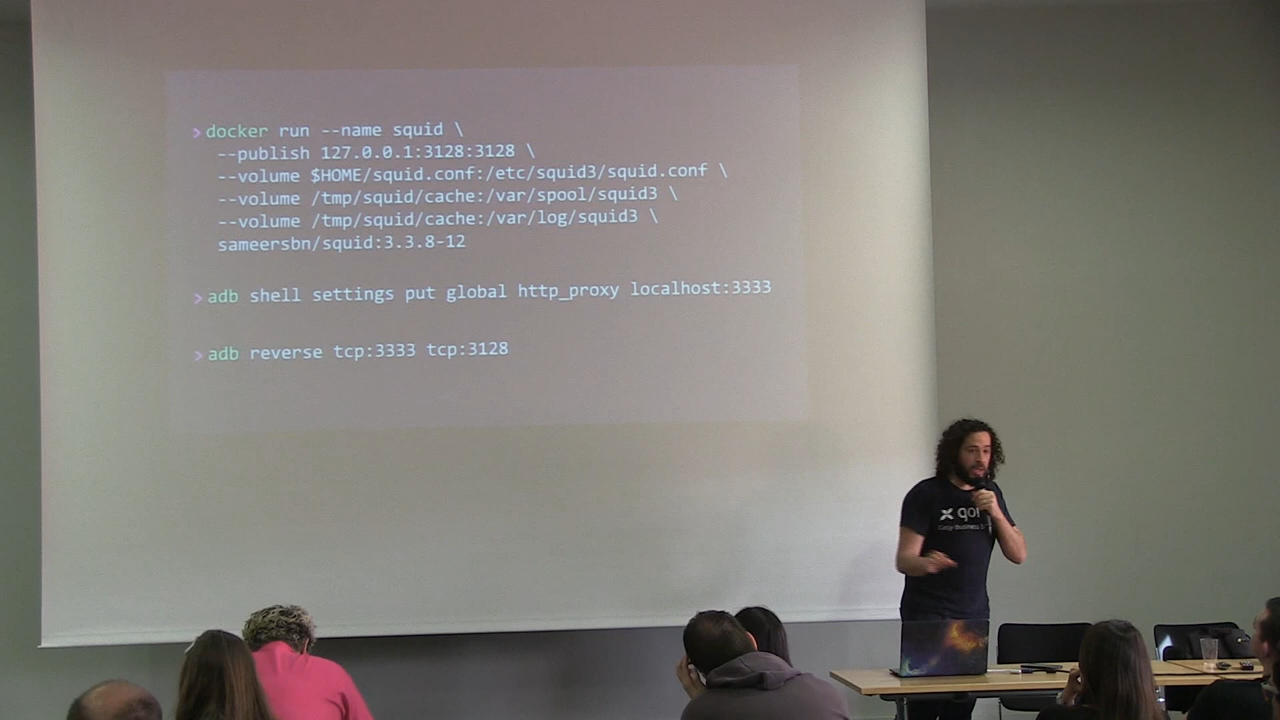 > docker run --name squid \
--publish 127.0.0.1:3128:3128 \
--volume $HOME/squid.conf:/etc/squid3/squid.conf \
--volume /tmp/squid/cache:/var/spool/squid3 \
--volume /tmp/squid/cache:/var/log/squid3 \
sameersbn/squid:3.3.8-12
> adb shell settings put global http_proxy localhost:3333
> adb reverse tcp:3333 tcp:3128